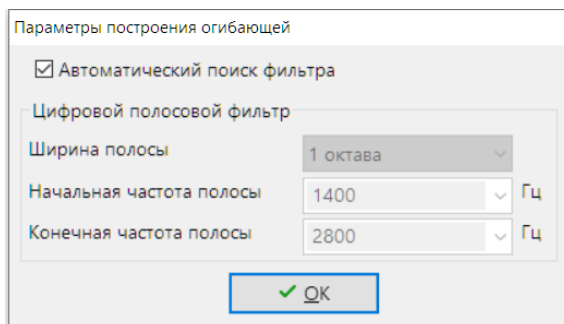 Параметры построения огибающей
Автоматический поиск фильтра
Цифровой полосовой фильтр
Ширина полосы 1 октава
Начальная частота полосы 1400 Гц
Конечная частота полосы 2800 Гц
OK